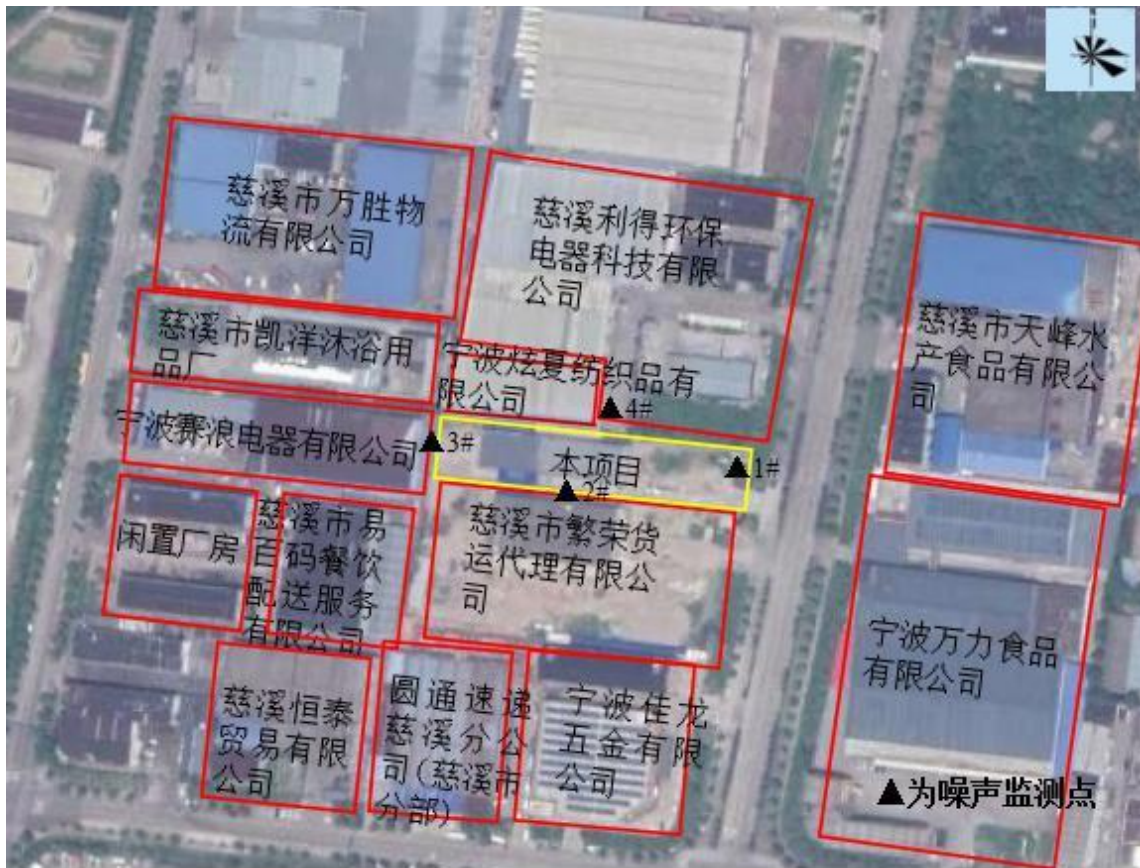 慈溪市万胜物
流有限公司
慈溪利得环保
电器科技有限
公司
慈溪市天峰水
产食品有限公
司
慈溪市凯洋沐浴用
品厂
宁波炫夏纺织品有
限公司
▲4#
宁波赛浪电器有限公司
▲3#
本项目
▲1#
▲2#
闲置厂房
慈溪市易
百码餐饮
配送服务
有限公司
慈溪市繁荣货
运代理有限公
司
宁波万力食品
有限公司
慈溪恒泰
贸易有限
公司
圆通速递
慈溪分公
司(慈溪市
分部)
宁波佳龙
五金有限
公司
▲为噪声监测点